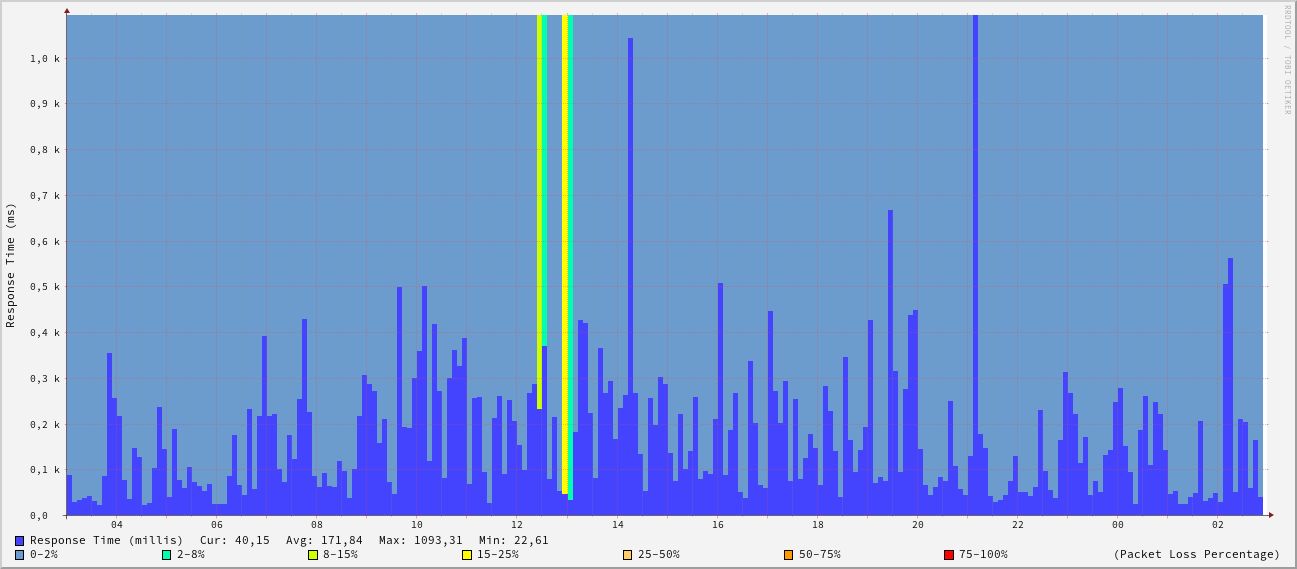 RRDTOOL / TOBI OETIKER
Response Time (ms)
1,0 k
0,9 k
0,8 k
0,7 k
0,6 k
0,5 k
0,4 k
0,3 k
0,2 k
0,1 k
0,0
04 06 08 10 12 14 16 18 20 22 00 02
Response Time (millis) Cur: 40,15 Avg: 171,84 Max: 1093,31 Min: 22,61
0-2% 2-8% 8-15% 15-25% 25-50% 50-75% 75-100% (Packet Loss Percentage)